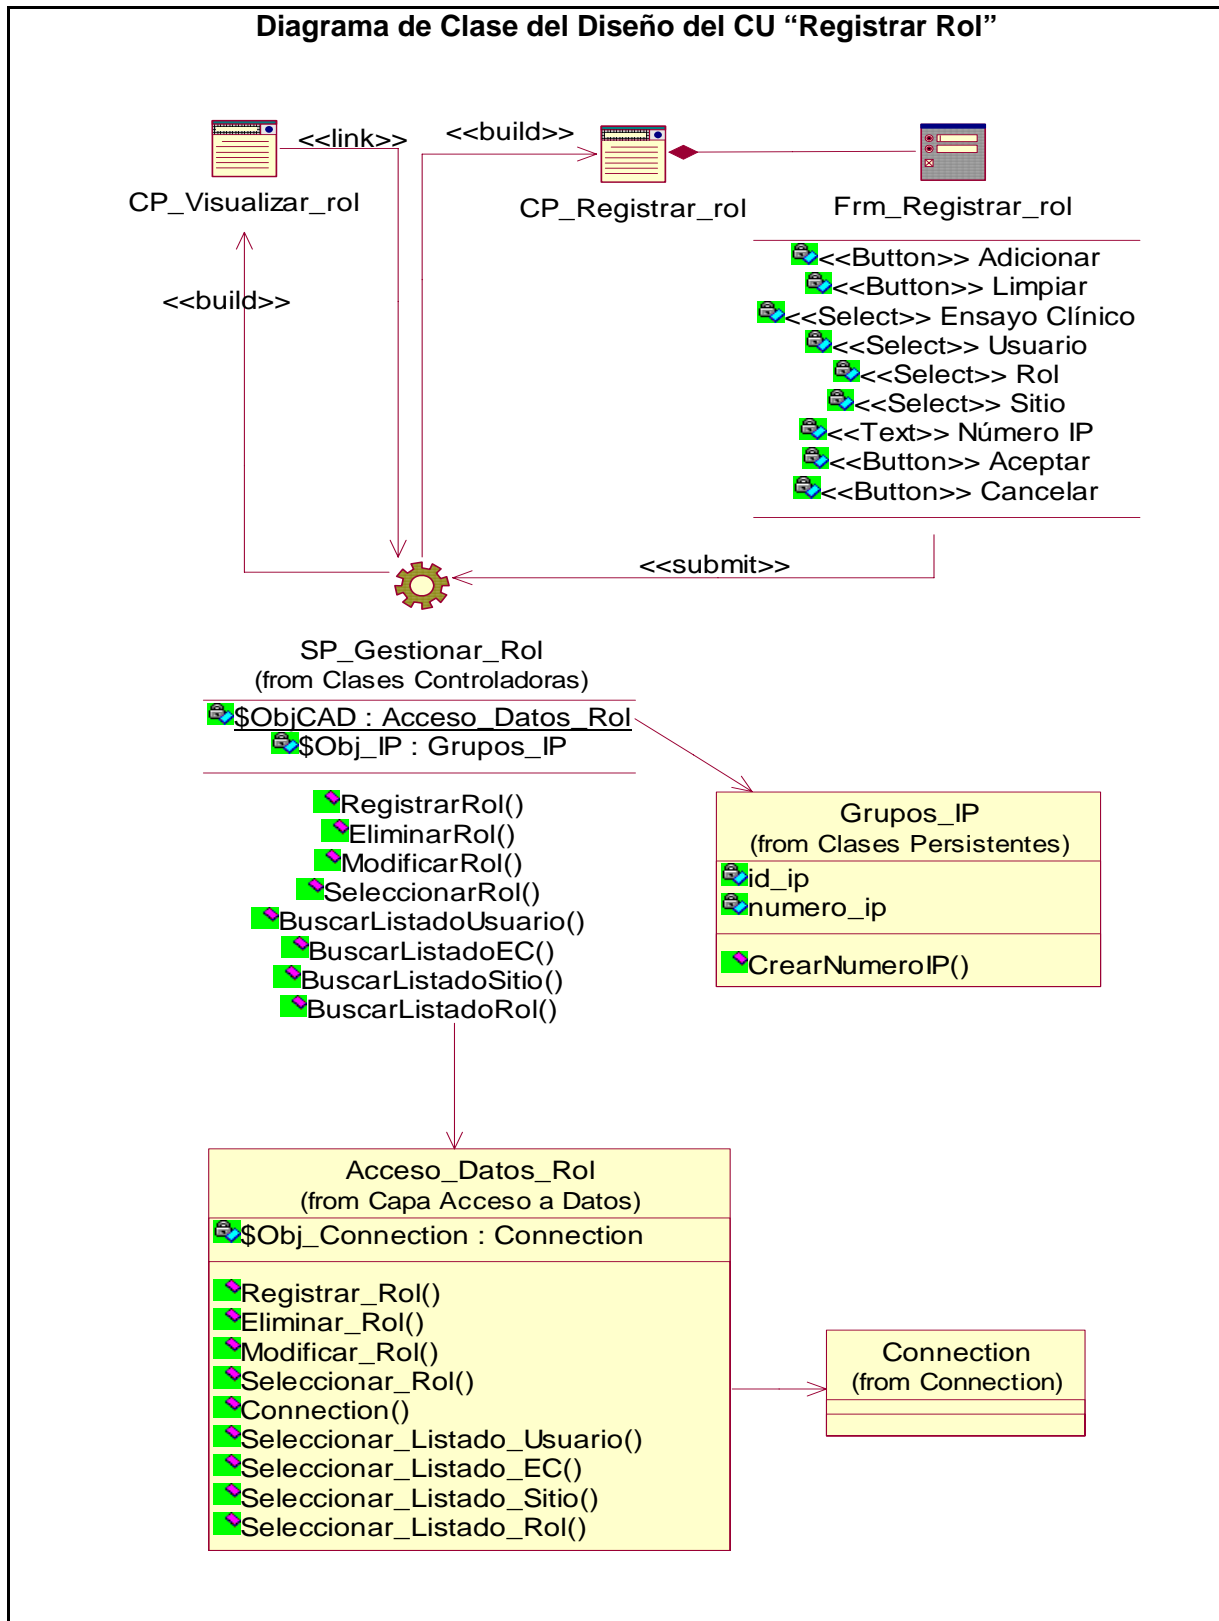 Diagrama de Clase del Diseño del CU “Registrar Rol”
<<link>>
<<build>>
CP_Visualizar_rol
CP_Registrar_rol
Frm_Registrar_rol
<<build>>
<<Button>> Adicionar
<<Button>> Limpiar
<<Select>> Ensayo Clínico
<<Select>> Usuario
<<Select>> Rol
<<Select>> Sitio
<<Text>> Número IP
<<Button>> Aceptar
<<Button>> Cancelar
<<submit>>
SP_Gestionar_Rol
(from Clases Controladoras)
$ObjCAD : Acceso_Datos_Rol
$Obj_IP : Grupos_IP
RegistrarRol()
EliminarRol()
ModificarRol()
SeleccionarRol()
BuscarListadoUsuario()
BuscarListadoEC()
BuscarListadoSitio()
BuscarListadoRol()
Grupos_IP
(from Clases Persistentes)
id_ip
numero_ip
CrearNumeroIP()
Acceso_Datos_Rol
(from Capa Acceso a Datos)
$Obj_Connection : Connection
Registrar_Rol()
Eliminar_Rol()
Modificar_Rol()
Seleccionar_Rol()
Connection()
Seleccionar_Listado_Usuario()
Seleccionar_Listado_EC()
Seleccionar_Listado_Sitio()
Seleccionar_Listado_Rol()
Connection
(from Connection)